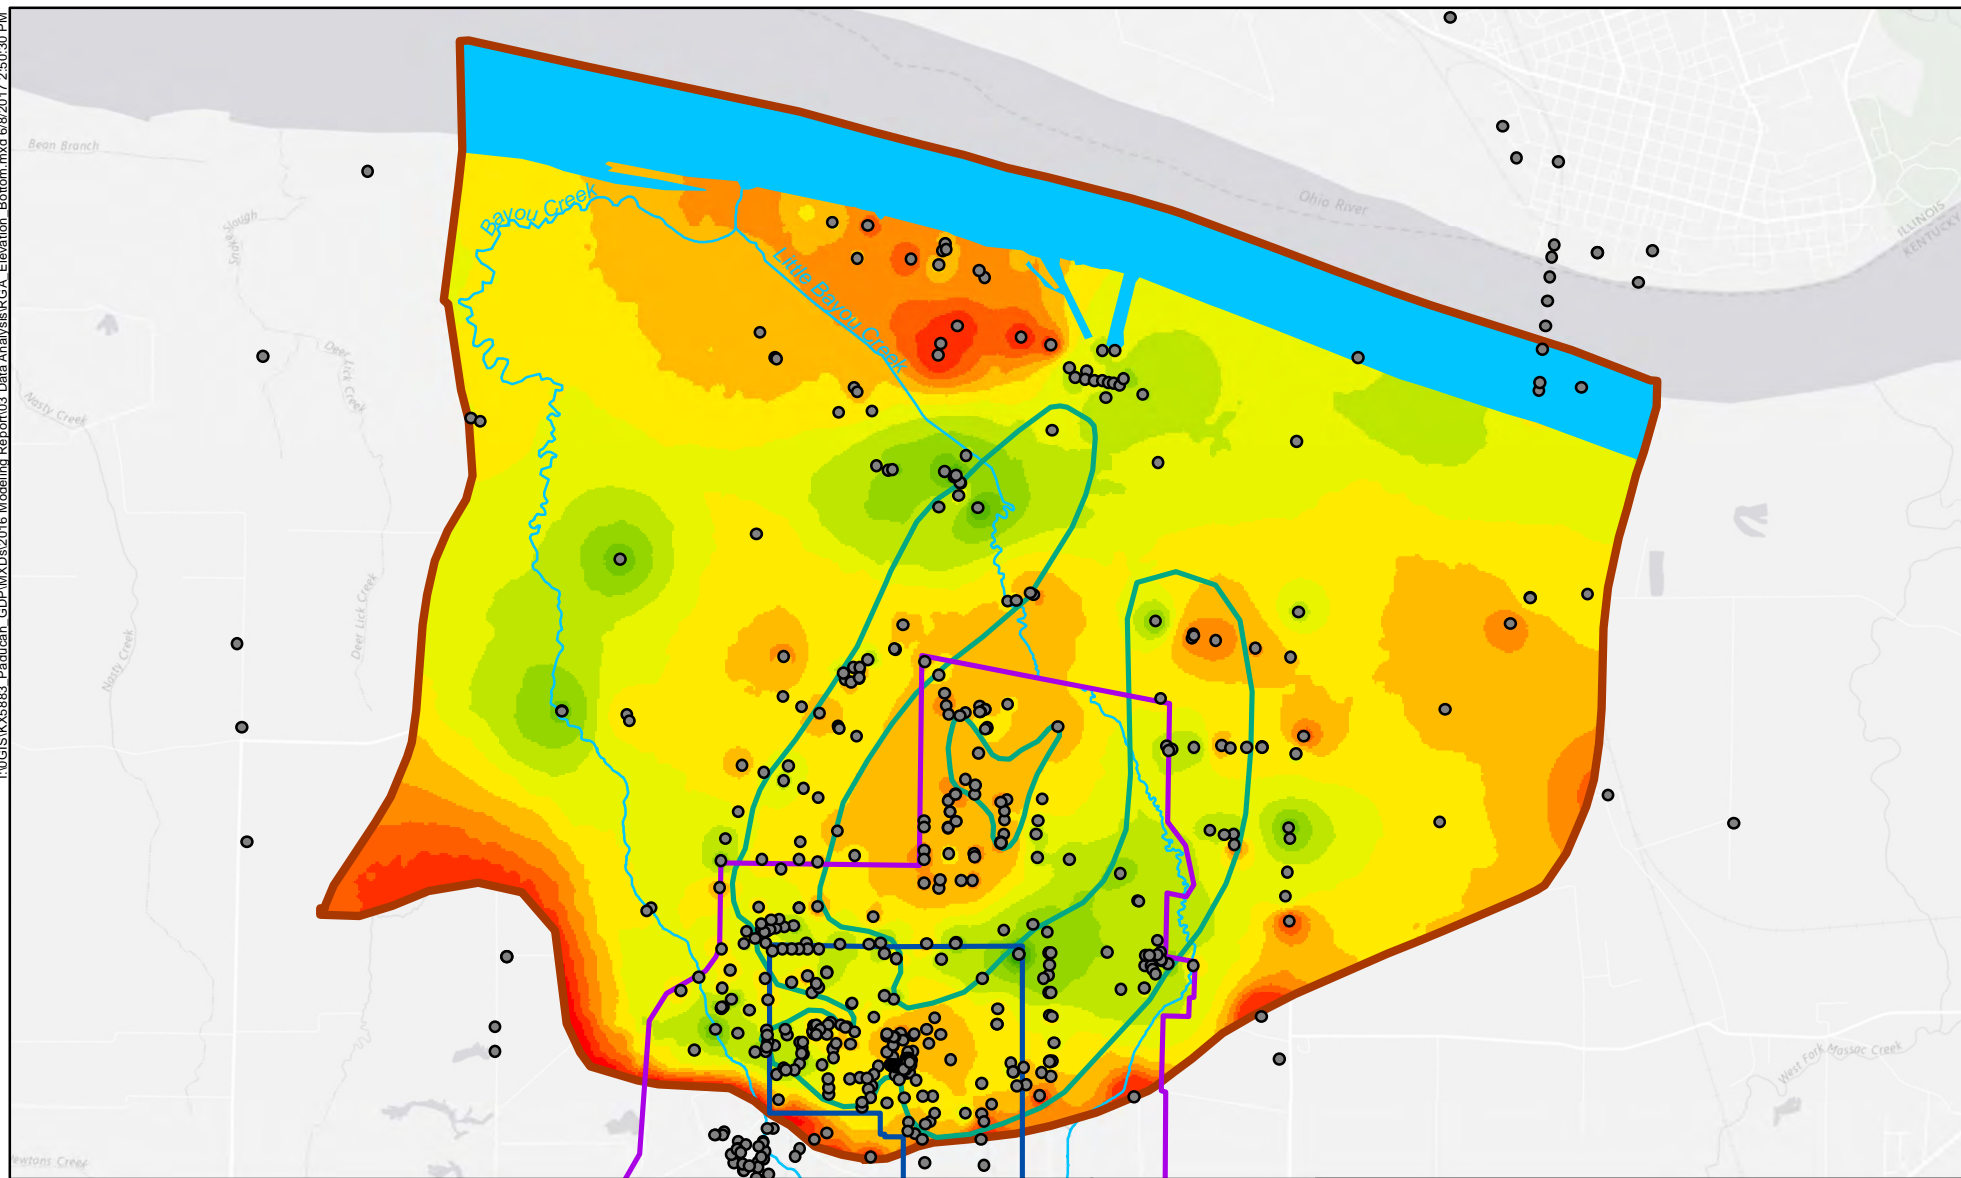 Bean Branch
Snake Slough
Deer Lick Creek
Nasty Creek
Nasty Creek
Deer Lick Creek
Bayou Creek
Little Bayou Creek
Ohio River
ILLINOIS
KENTUCKY
West Fork Massac Creek
Newtons Creek